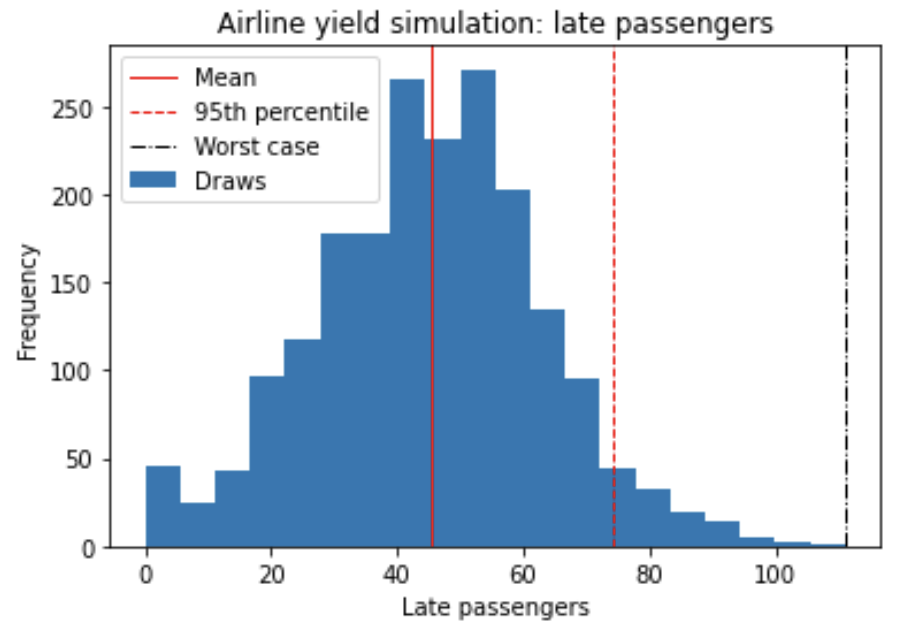 Airline yield simulation: late passengers
Mean
95th percentile
Worst case
Draws
Frequency
250
200
150
100
50
0
0 20 40 60 80 100
Late passengers